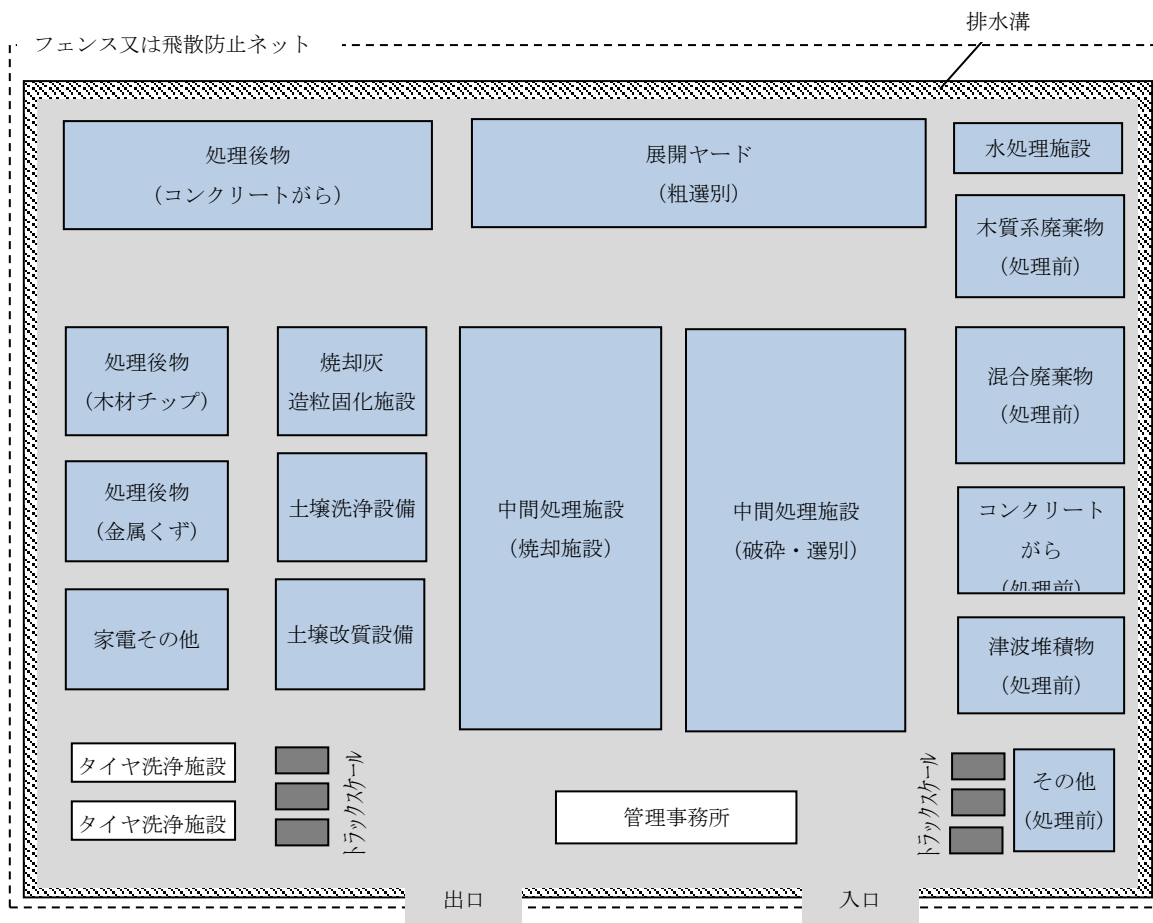 排水溝
フェンス又は飛散防止ネット
処理後物
（コンクリートがら）
展開ヤード
（粗選別）
水処理施設
木質系廃棄物
（処理前）
処理後物
（木材チップ）
焼却灰
造粒固化施設
中間処理施設
（焼却施設）
中間処理施設
（破砕・選別）
混合廃棄物
（処理前）
処理後物
（金属くず）
土壌洗浄設備
コンクリート
がら
（処理前）
家電その他
土壌改質設備
津波堆積物
（処理前）
タイヤ洗浄施設
タイヤ洗浄施設
トラックスケール
管理事務所
トラックスケール
その他
（処理前）
出口
入口